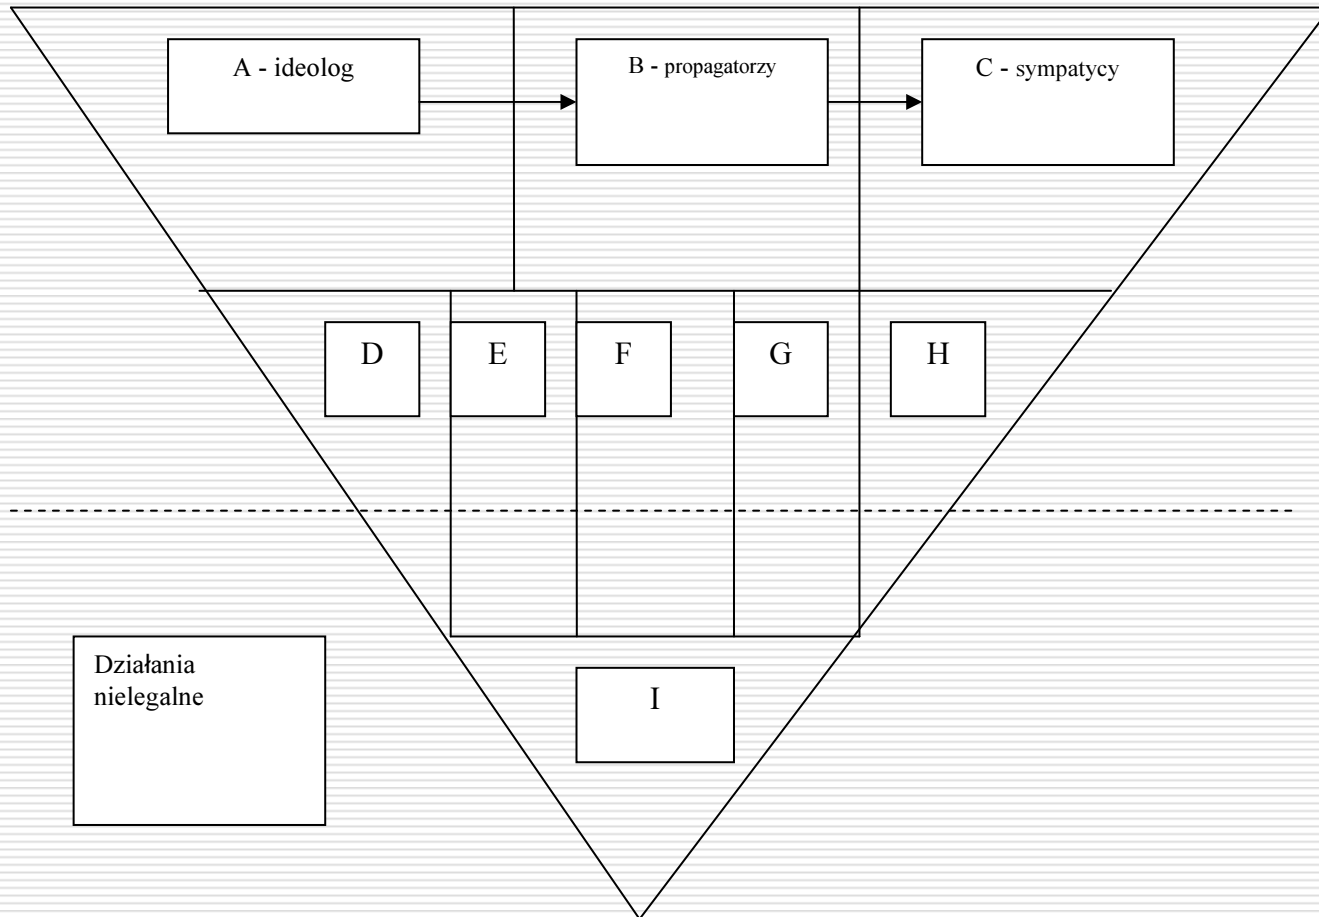 A - ideolog
B - propagatorzy
C - sympatycy
D
E
F
G
H
Działania
nielegalne
I